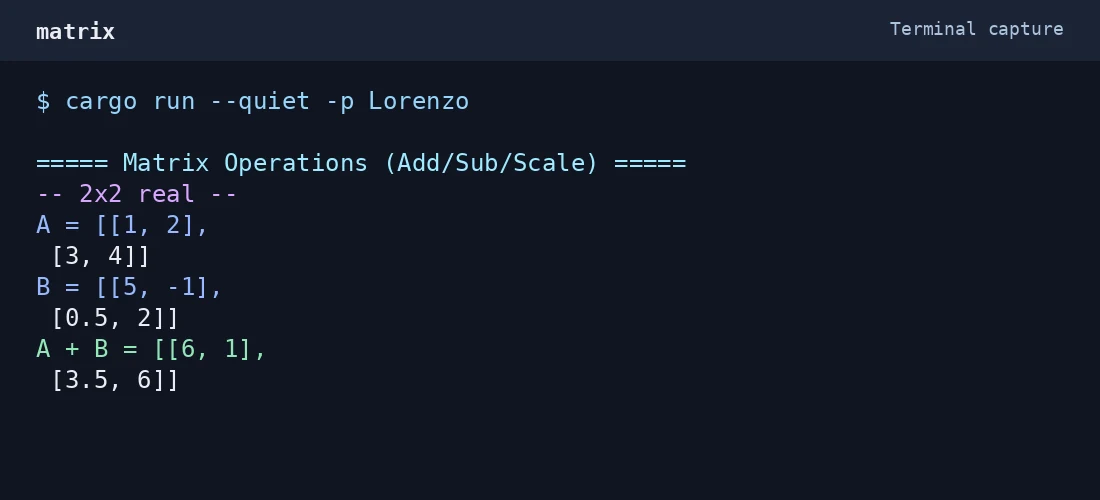 matrix
Terminal capture
$ cargo run --quiet -p Lorenzo
===== Matrix Operations (Add/Sub/Scale) =====
-- 2x2 real --
A = [[1, 2],
 [3, 4]]
B = [[5, -1],
 [0.5, 2]]
A + B = [[6, 1],
 [3.5, 6]]